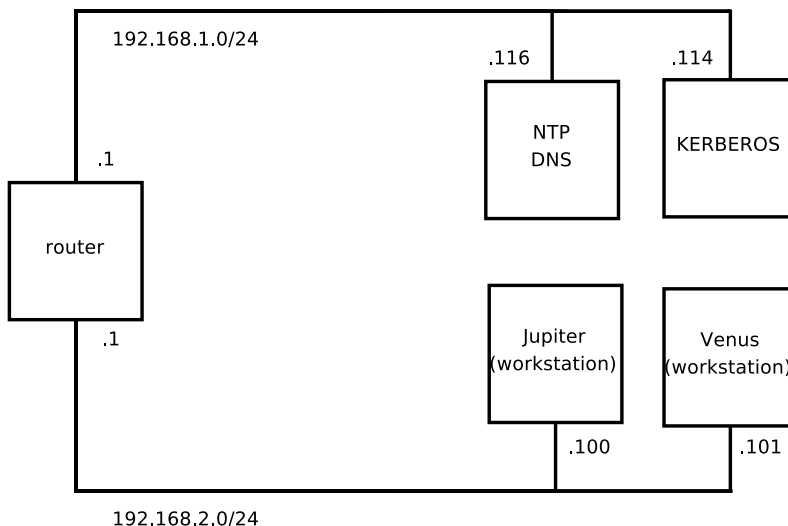 192.168.1.0/24
.116
.114
NTP
DNS
KERBEROS
.1
router
.1
Jupiter
(workstation)
Venus
(workstation)
.100
.101
192.168.2.0/24